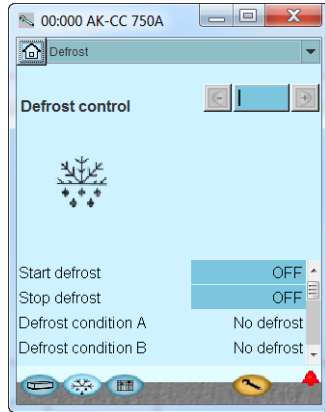 00:000 AK-CC 750A
Defrost
Defrost control
Start defrost OFF
Stop defrost OFF
Defrost condition A No defrost
Defrost condition B No defrost